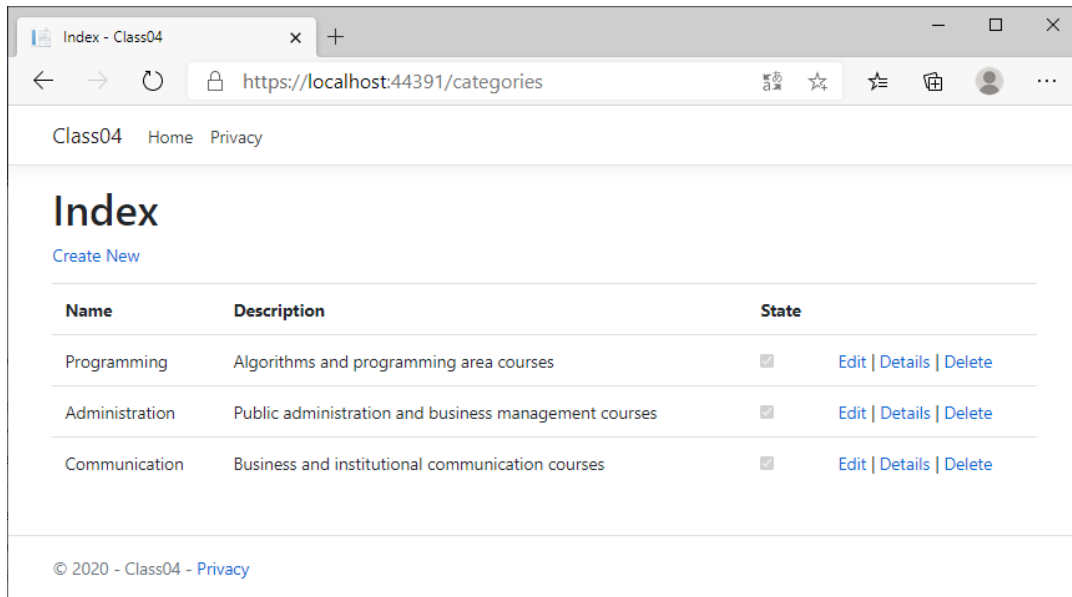 Index - Class04
https://localhost:44391/categories
Class04 Home Privacy
Index
Create New
Name Description State
Programming Algorithms and programming area courses Edit | Details | Delete
Administration Public administration and business management courses Edit | Details | Delete
Communication Business and institutional communication courses Edit | Details | Delete
© 2020 - Class04 - Privacy